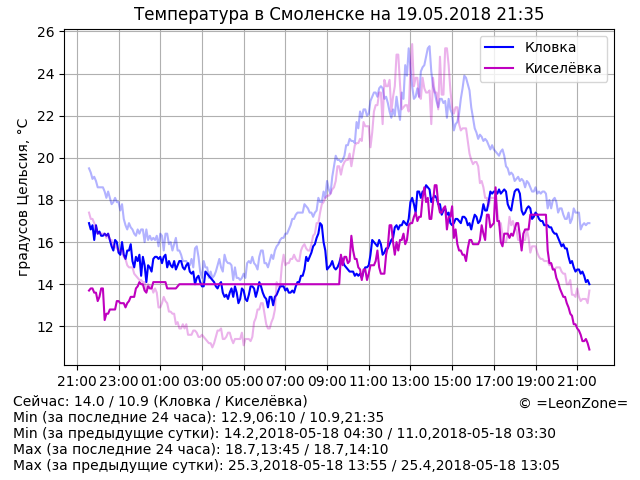 Температура в Смоленске на 19.05.2018 21:35
градусов Цельсия, °C
26
24
22
20
18
16
14
12
Кловка
Киселёвка
21:00 23:00 01:00 03:00 05:00 07:00 09:00 11:00 13:00 15:00 17:00 19:00 21:00
Сейчас: 14.0 / 10.9 (Кловка / Киселёвка)
© =LeonZone=
Min (за последние 24 часа): 12.9,06:10 / 10.9,21:35
Min (за предыдущие сутки): 14.2,2018-05-18 04:30 / 11.0,2018-05-18 03:30
Max (за последние 24 часа): 18.7,13:45 / 18.7,14:10
Max (за предыдущие сутки): 25.3,2018-05-18 13:55 / 25.4,2018-05-18 13:05